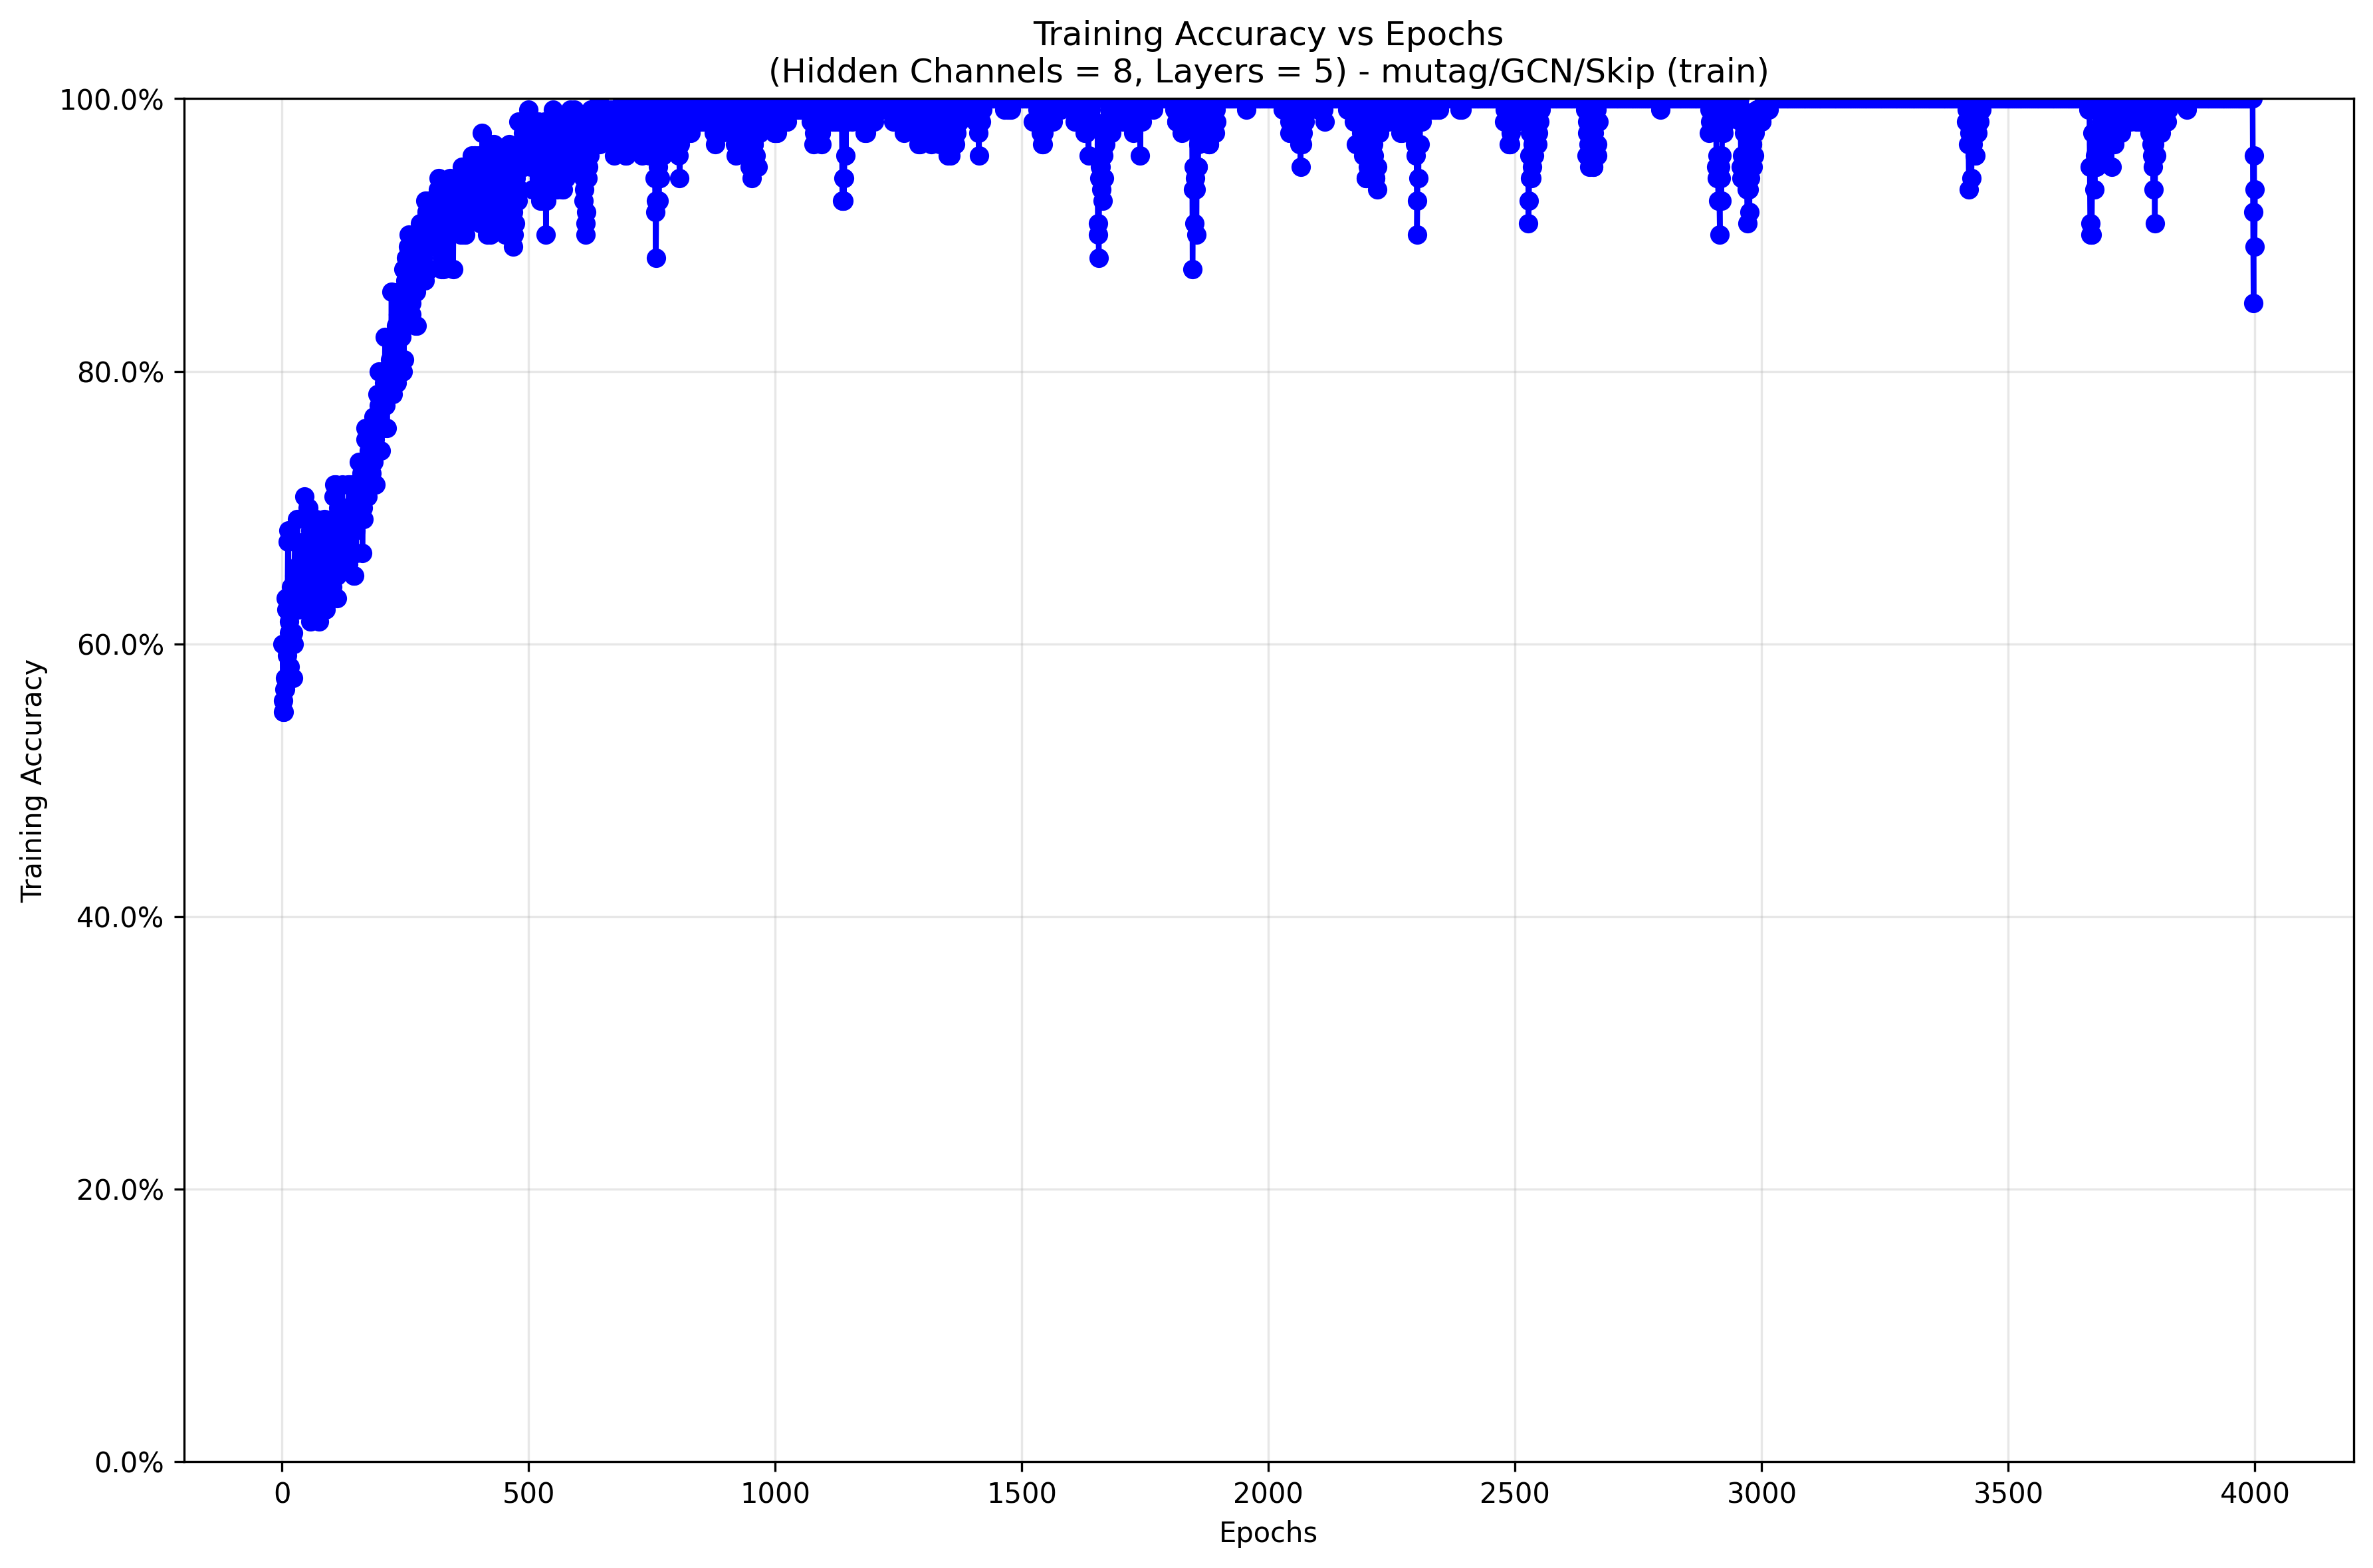 Training Accuracy vs Epochs
(Hidden Channels = 8, Layers = 5) - mutag/GCN/Skip (train)
100.0%
80.0%
60.0%
40.0%
20.0%
0.0%
Training Accuracy
0 500 1000 1500 2000 2500 3000 3500 4000
Epochs